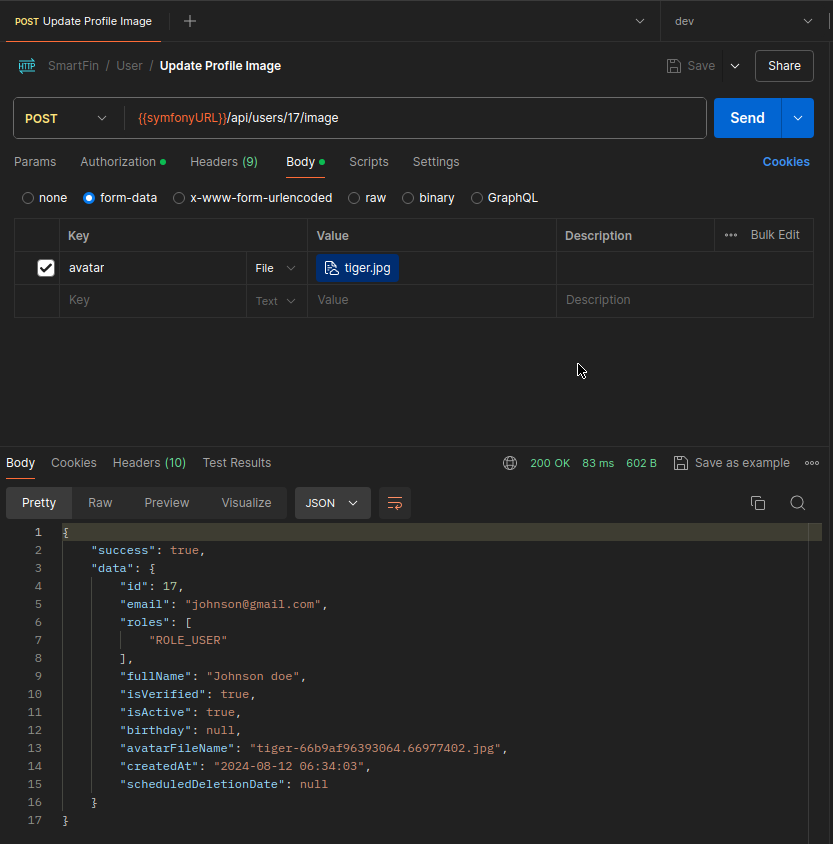 POST Update Profile Image
dev
HTTP SmartFin / User / Update Profile Image Save Share
POST {{symfonyURL}}/api/users/17/image Send
Params Authorization Headers (9) Body Scripts Settings Cookies
none form-data x-www-form-urlencoded raw binary GraphQL
Key Value Description Bulk Edit
avatar File tiger.jpg
Key Text Value Description
Body Cookies Headers (10) Test Results 200 OK 83 ms 602 B Save as example
Pretty Raw Preview Visualize JSON
1 {
2 "success": true,
3 "data": {
4 "id": 17,
5 "email": "johnson@gmail.com",
6 "roles": [
7 "ROLE_USER"
8 ],
9 "fullName": "Johnson doe",
10 "isVerified": true,
11 "isActive": true,
12 "birthday": null,
13 "avatarFileName": "tiger-66b9af96393064.66977402.jpg",
14 "createdAt": "2024-08-12 06:34:03",
15 "scheduledDeletionDate": null
16 }
17 }